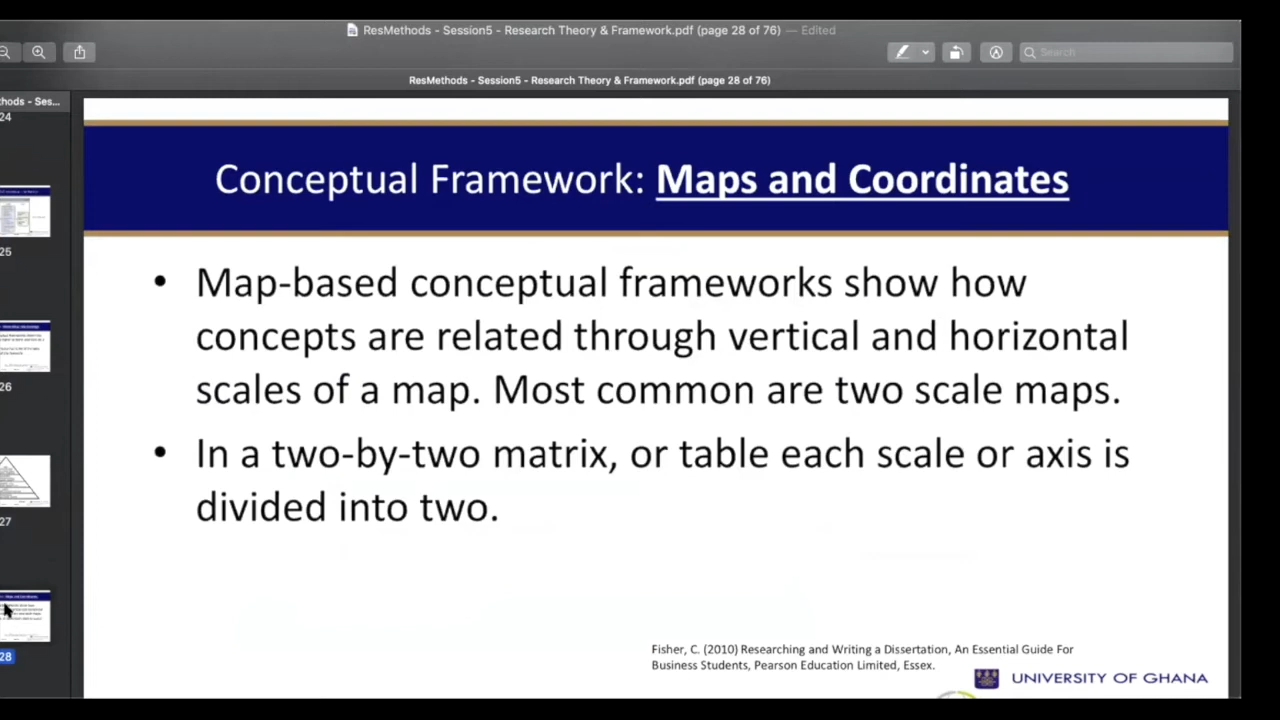 ResMethods - Session5 - Research Theory & Framework.pdf (page 28 of 76) — Edited
Search
ResMethods - Session5 - Research Theory & Framework.pdf (page 28 of 76)
hods - Ses...
24
25
26
27
28
Conceptual Framework: Maps and Coordinates
• Map-based conceptual frameworks show how
concepts are related through vertical and horizontal
scales of a map. Most common are two scale maps.
• In a two-by-two matrix, or table each scale or axis is
divided into two.
Fisher, C. (2010) Researching and Writing a Dissertation, An Essential Guide For
Business Students, Pearson Education Limited, Essex.
UNIVERSITY OF GHANA